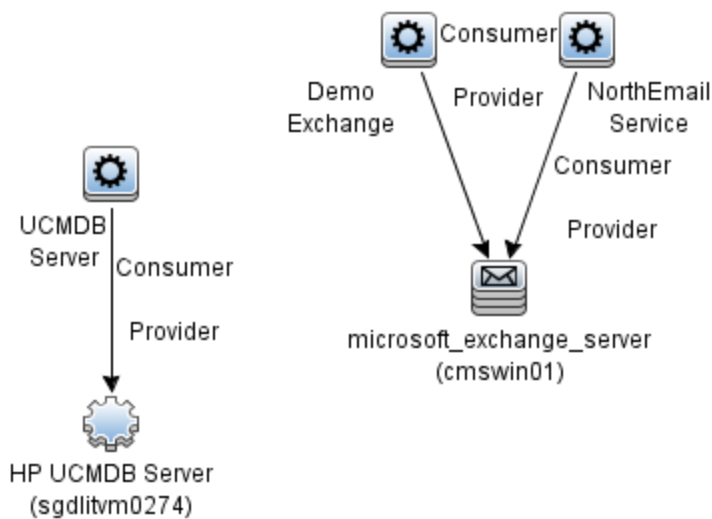 Consumer
Demo
Exchange
Provider
NorthEmail
Service
Consumer
Provider
microsoft_exchange_server
(cmswin01)
UCMDB
Server
Consumer
Provider
HP UCMDB Server
(sgdlitvm0274)